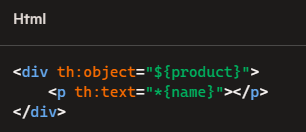 Html
<div th:object="${product}">
    <p th:text="*{name}"></p>
</div>